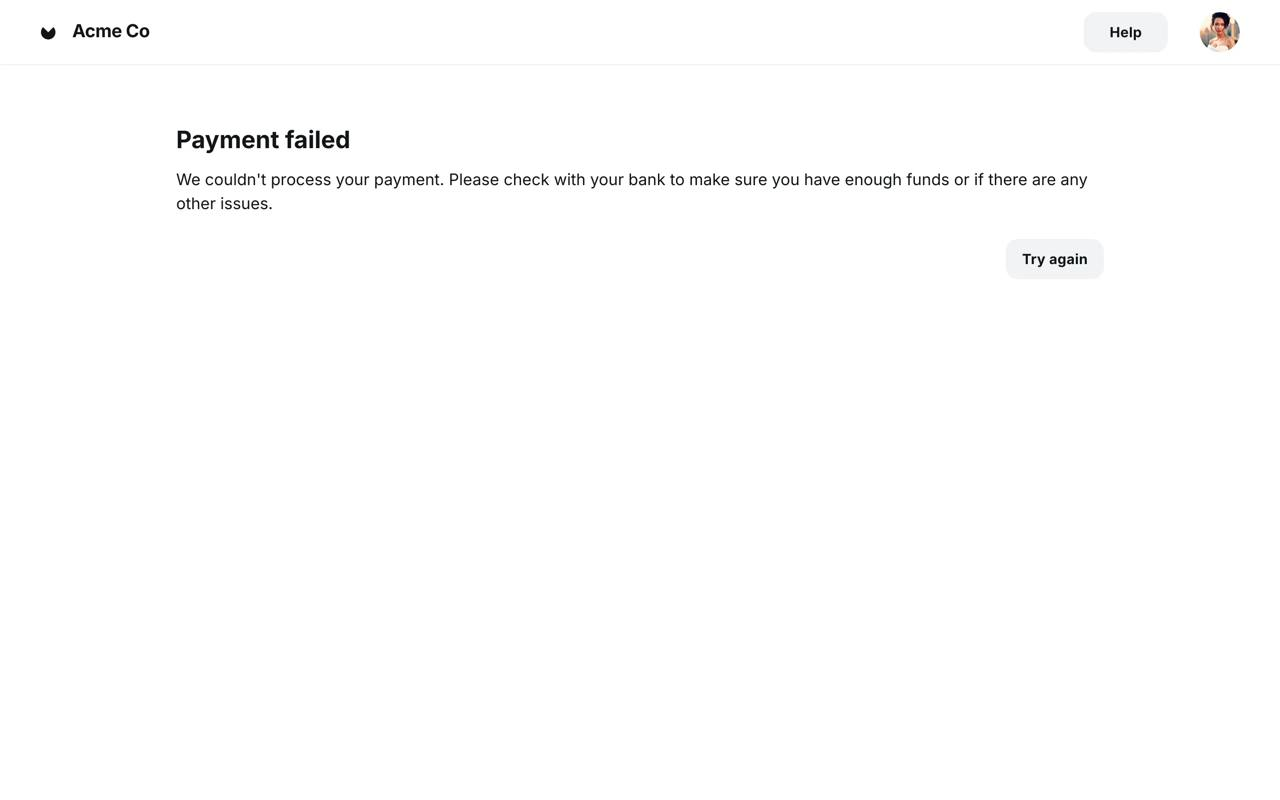 Acme Co
Help
Payment failed
We couldn't process your payment. Please check with your bank to make sure you have enough funds or if there are any
other issues.
Try again